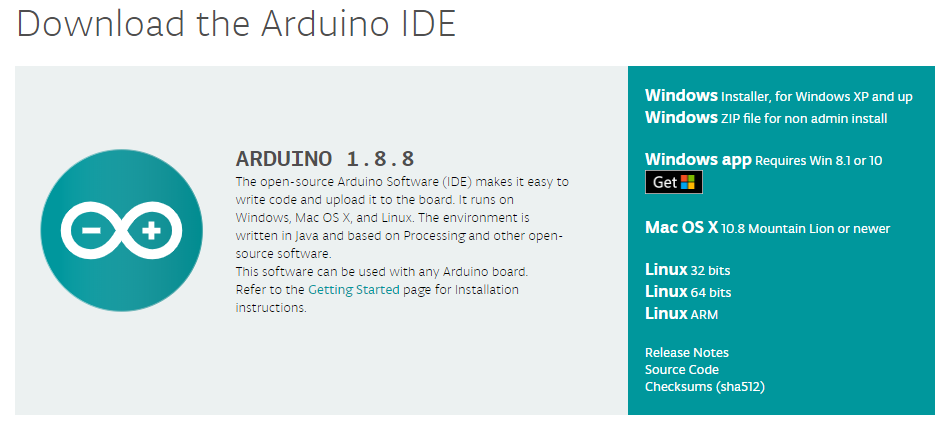 Download the Arduino IDE
ARDUINO 1.8.8
The open-source Arduino Software (IDE) makes it easy to
write code and upload it to the board. It runs on
Windows, Mac OS X, and Linux. The environment is
written in Java and based on Processing and other open-
source software.
This software can be used with any Arduino board.
Refer to the Getting Started page for Installation
instructions.
Windows Installer, for Windows XP and up
Windows ZIP file for non admin install
Windows app Requires Win 8.1 or 10
Get
Mac OS X 10.8 Mountain Lion or newer
Linux 32 bits
Linux 64 bits
Linux ARM
Release Notes
Source Code
Checksums (sha512)